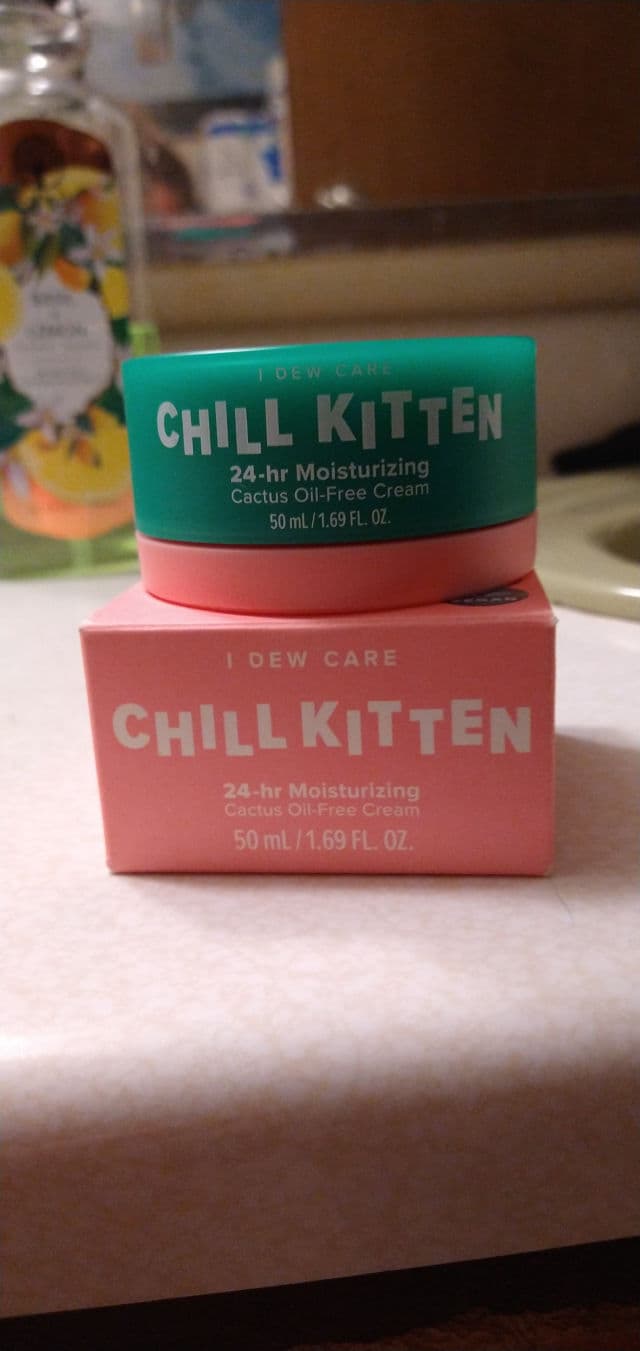 I DEW CARE
CHILL KITTEN
24-hr Moisturizing
Cactus Oil-Free Cream
50 mL / 1.69 FL. OZ.
I DEW CARE
CHILL KITTEN
24-hr Moisturizing
Cactus Oil-Free Cream
50 mL / 1.69 FL. OZ.